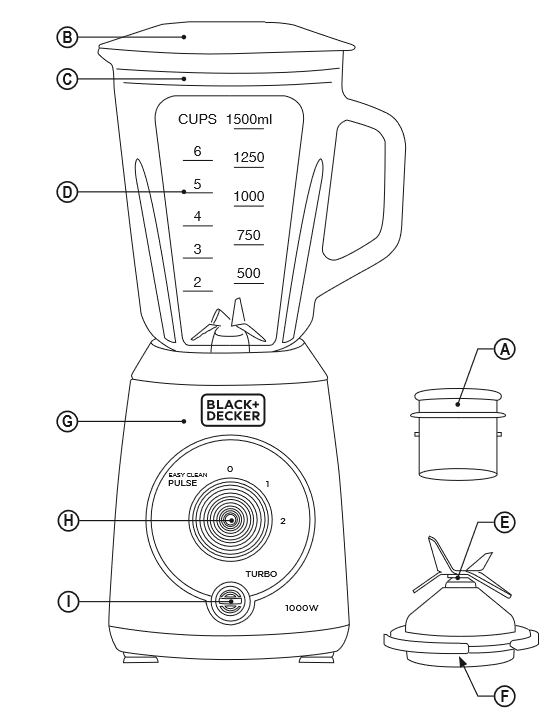 B
C
CUPS 1500ml
6 1250
D
5 1000
4 750
3 500
2
A
G
BLACK+
DECKER
EASY CLEAN
PULSE
0
1
2
H
E
TURBO
I
1000W
F